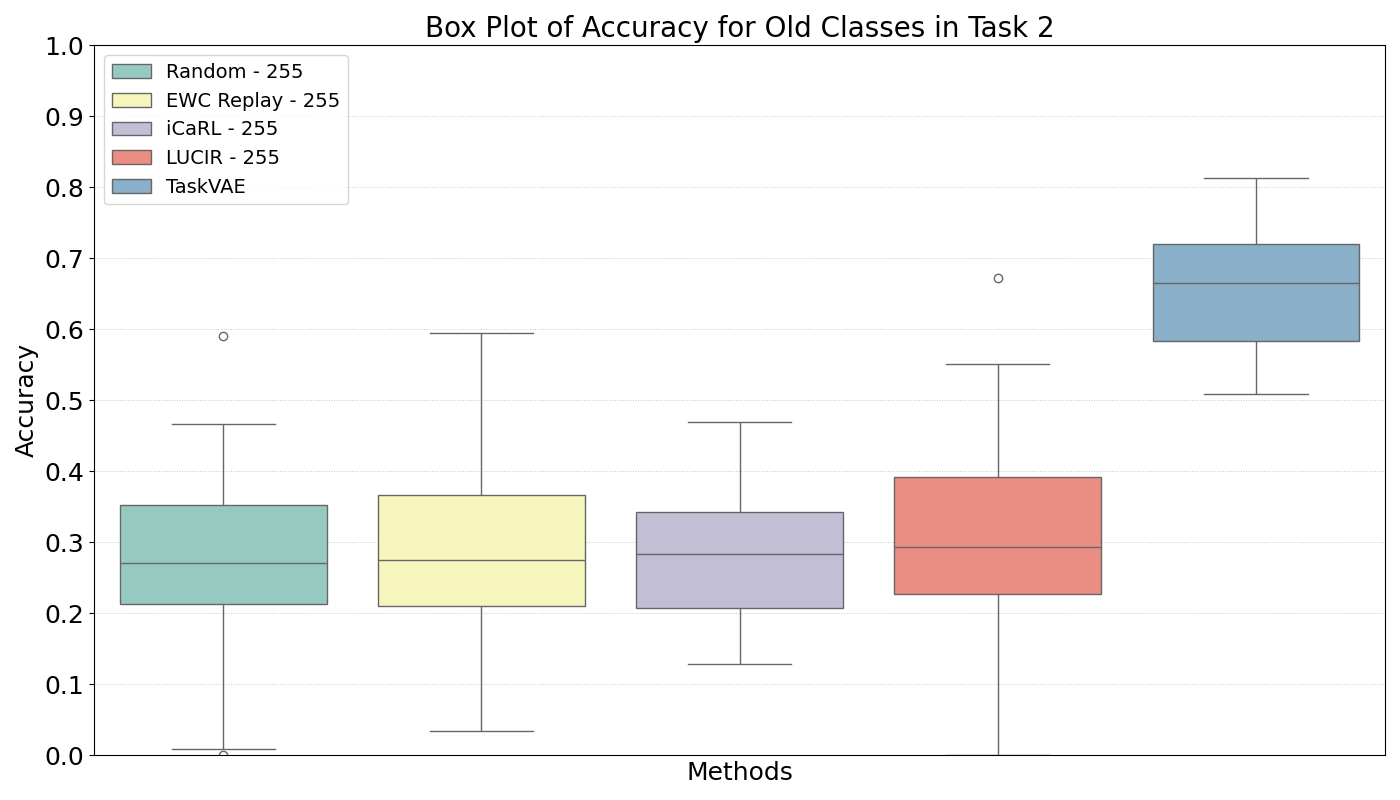 Box Plot of Accuracy for Old Classes in Task 2
1.0
0.9
0.8
0.7
0.6
0.5
0.4
0.3
0.2
0.1
0.0
Accuracy
Random - 255
EWC Replay - 255
iCaRL - 255
LUCIR - 255
TaskVAE
Methods